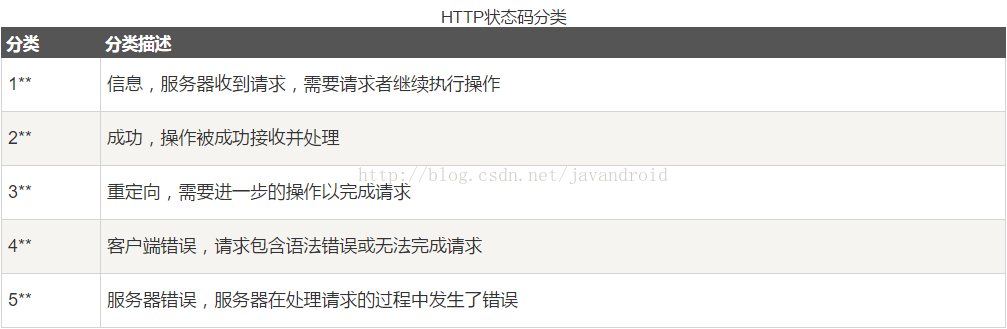 HTTP状态码分类
分类 分类描述
1** 信息，服务器收到请求，需要请求者继续执行操作
2** 成功，操作被成功接收并处理
http://blog.csdn.net/javandroid
3** 重定向，需要进一步的操作以完成请求
4** 客户端错误，请求包含语法错误或无法完成请求
5** 服务器错误，服务器在处理请求的过程中发生了错误